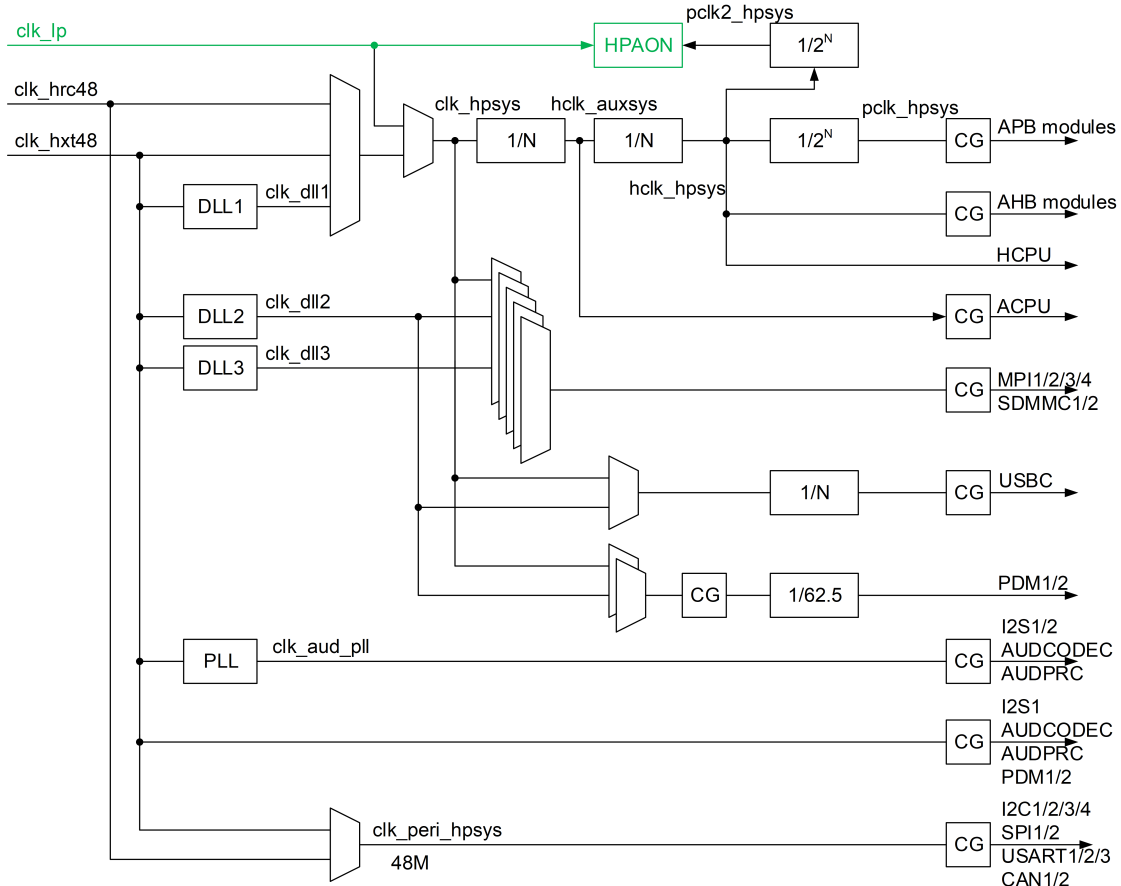 pclk2_hpsys
clk_lp
HPAON
1/2^N
clk_hrc48
clk_hpsys
hclk_auxsys
pclk_hpsys
APB modules
clk_hxt48
1/N
1/N
1/2^N
CG
clk_dll1
hclk_hpsys
DLL1
CG
AHB modules
HCPU
clk_dll2
DLL2
CG
ACPU
clk_dll3
DLL3
CG
MPI1/2/3/4
SDMMC1/2
1/N
CG
USBC
CG
1/62.5
PDM1/2
PLL
clk_aud_pll
CG
I2S1/2
AUDCODEC
AUDPRC
CG
I2S1
AUDCODEC
AUDPRC
PDM1/2
clk_peri_hpsys
48M
CG
I2C1/2/3/4
SPI1/2
USART1/2/3
CAN1/2